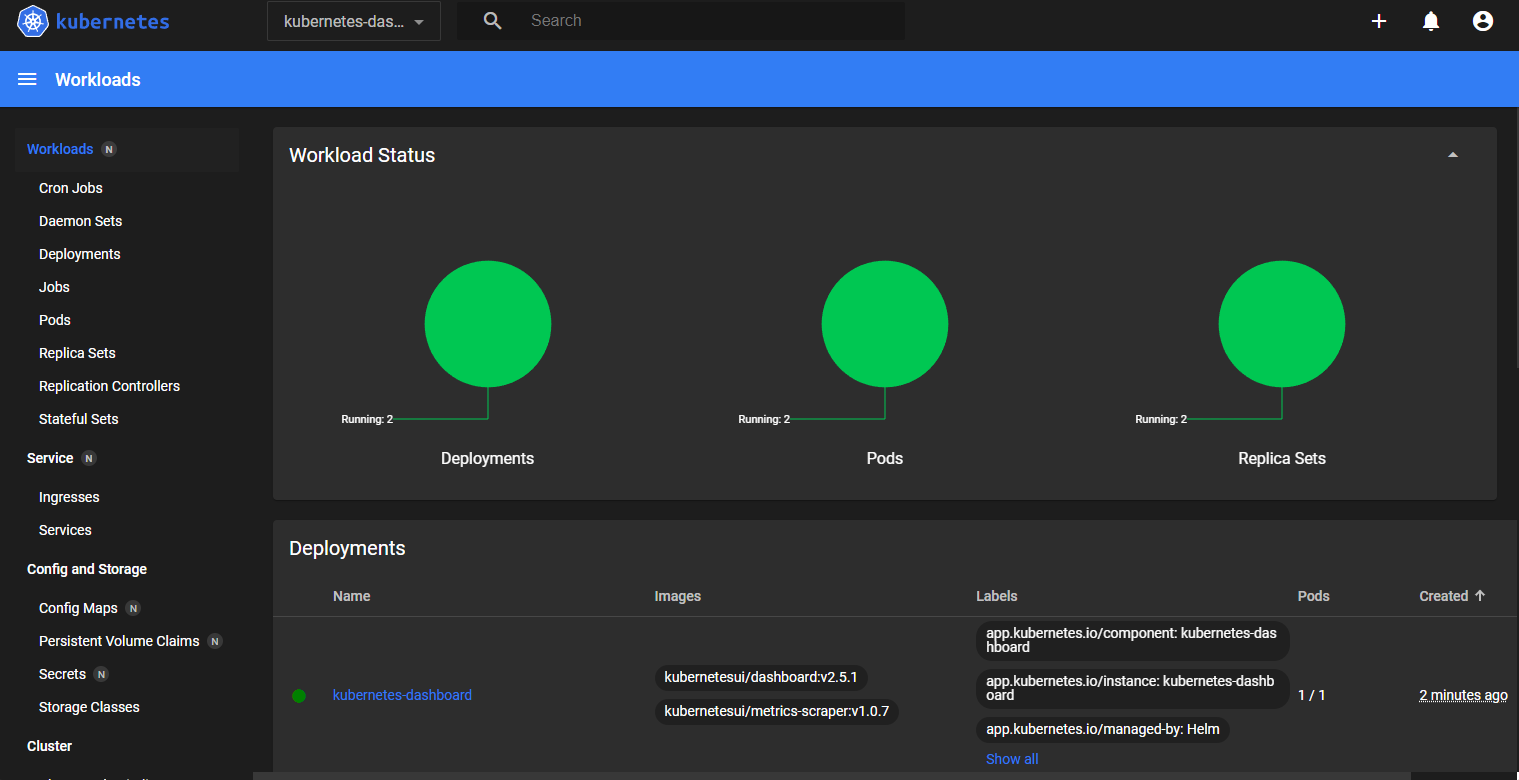 kubernetes
kubernetes-das...
Search
Workloads
Workloads N
Cron Jobs
Daemon Sets
Deployments
Jobs
Pods
Replica Sets
Replication Controllers
Stateful Sets
Service N
Ingresses
Services
Config and Storage
Config Maps N
Persistent Volume Claims N
Secrets N
Storage Classes
Cluster
Workload Status
Running: 2
Deployments
Running: 2
Pods
Running: 2
Replica Sets
Deployments
Name Images Labels Pods Created
kubernetes-dashboard
kubernetesui/dashboard:v2.5.1
kubernetesui/metrics-scraper:v1.0.7
app.kubernetes.io/component: kubernetes-das
hboard
app.kubernetes.io/instance: kubernetes-dashb
oard
app.kubernetes.io/managed-by: Helm
Show all
1 / 1
2 minutes ago